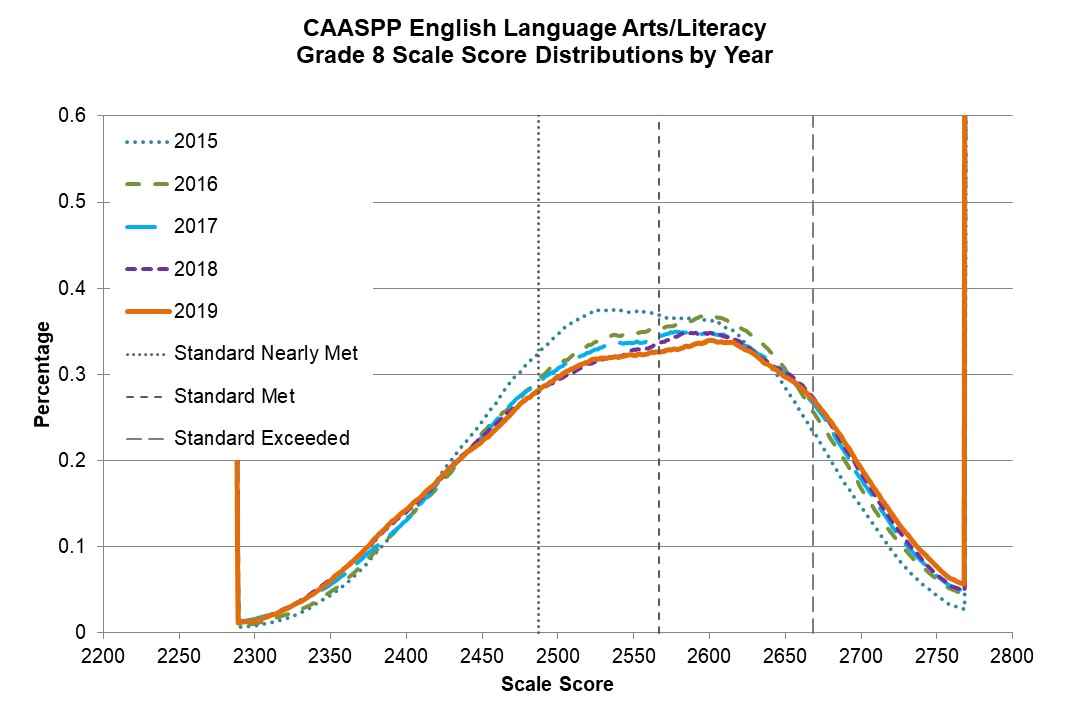 CAASPP English Language Arts/Literacy
Grade 8 Scale Score Distributions by Year
0.6
0.5
0.4
0.3
0.2
0.1
0
Percentage
2015
2016
2017
2018
2019
Standard Nearly Met
Standard Met
Standard Exceeded
2200 2250 2300 2350 2400 2450 2500 2550 2600 2650 2700 2750 2800
Scale Score